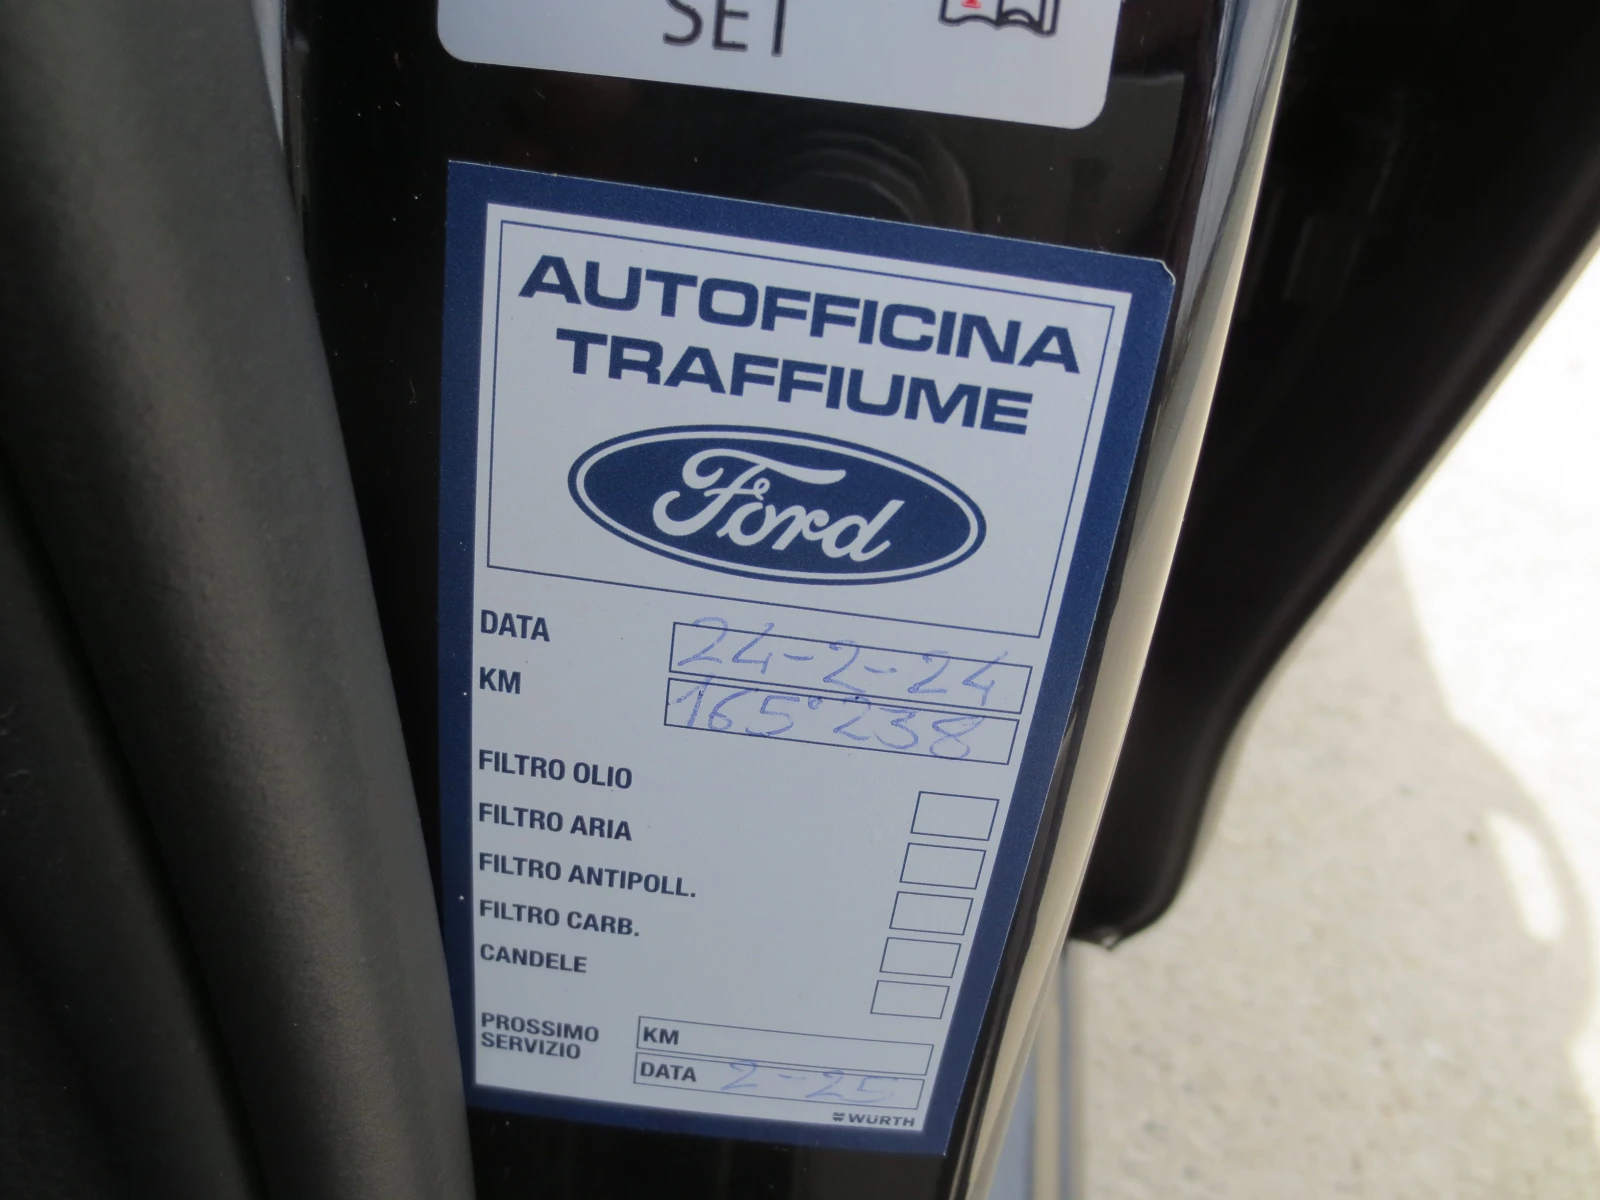 SET
AUTOFFICINA
TRAFFIUME
Ford
DATA 24-2-24
KM 165°238
FILTRO OLIO
FILTRO ARIA
FILTRO ANTIPOLL.
FILTRO CARB.
CANDELE
PROSSIMO
SERVIZIO
KM
DATA 2-25
WÜRTH